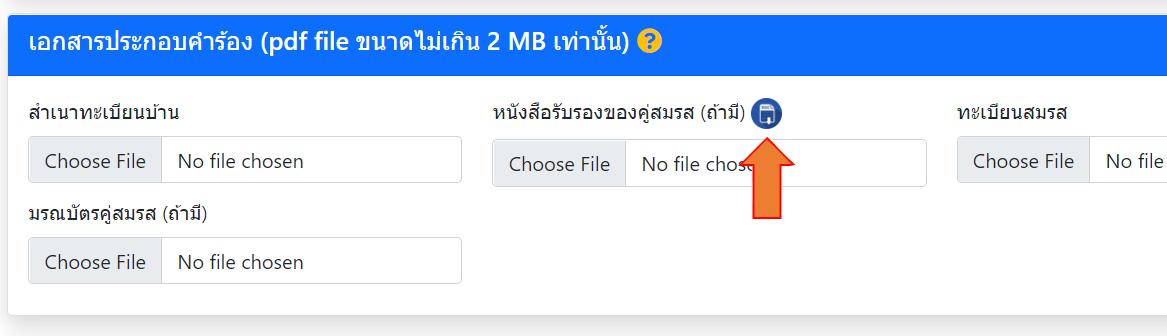 เอกสารประกอบคำร้อง (pdf file ขนาดไม่เกิน 2 MB เท่านั้น) ?
สำเนาทะเบียนบ้าน
Choose File No file chosen
หนังสือรับรองของคู่สมรส (ถ้ามี)
Choose File No file chose
ทะเบียนสมรส
Choose File No file
มรณบัตรคู่สมรส (ถ้ามี)
Choose File No file chosen